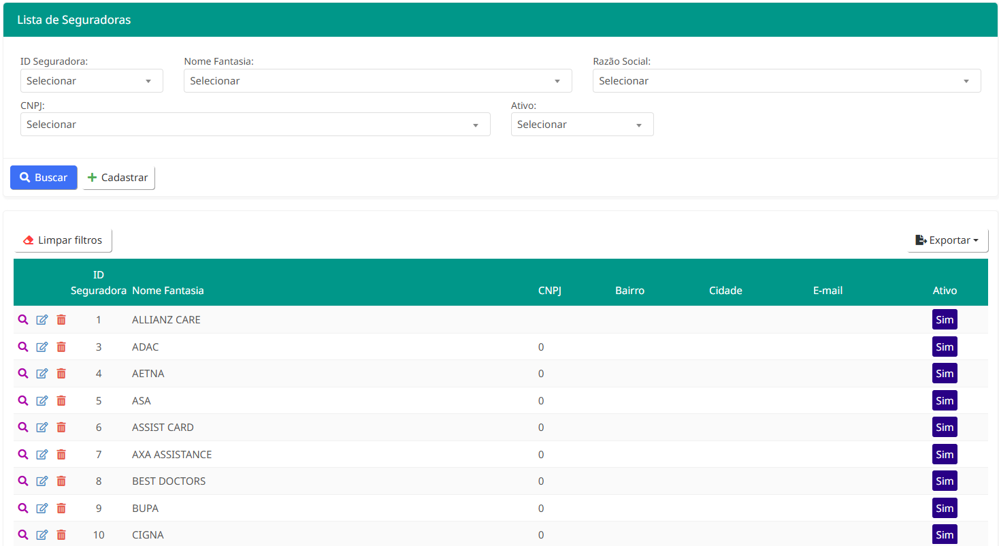 Lista de Seguradoras
ID Seguradora: Nome Fantasia: Razão Social:
Selecionar Selecionar Selecionar
CNPJ: Ativo:
Selecionar Selecionar
Buscar Cadastrar
Limpar filtros Exportar
ID
Seguradora Nome Fantasia CNPJ Bairro Cidade E-mail Ativo
1 ALLIANZ CARE Sim
3 ADAC 0 Sim
4 AETNA 0 Sim
5 ASA 0 Sim
6 ASSIST CARD 0 Sim
7 AXA ASSISTANCE 0 Sim
8 BEST DOCTORS 0 Sim
9 BUPA 0 Sim
10 CIGNA 0 Sim